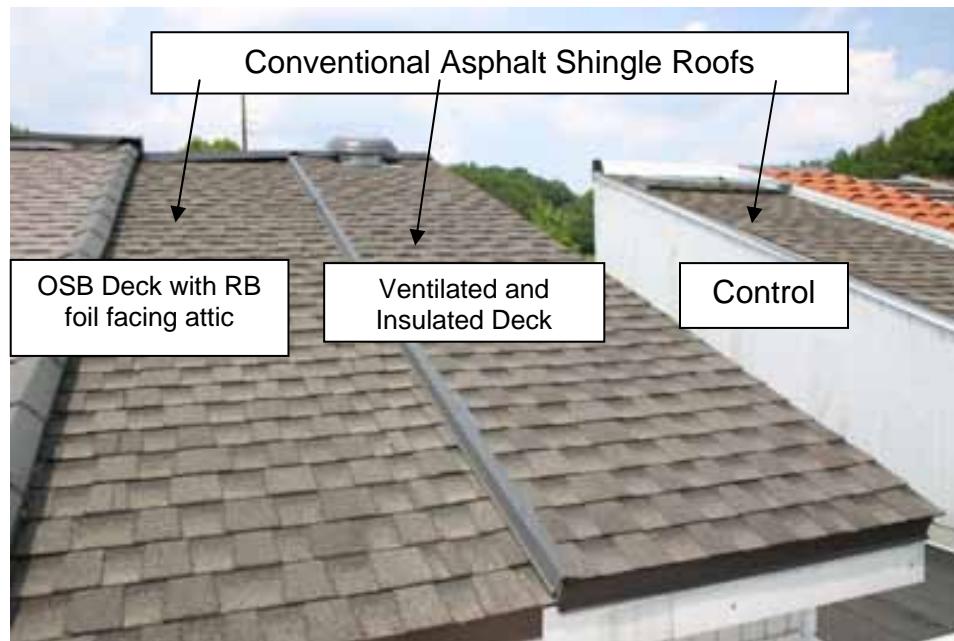 Conventional Asphalt Shingle Roofs
OSB Deck with RB
foil facing attic
Ventilated and
Insulated Deck
Control